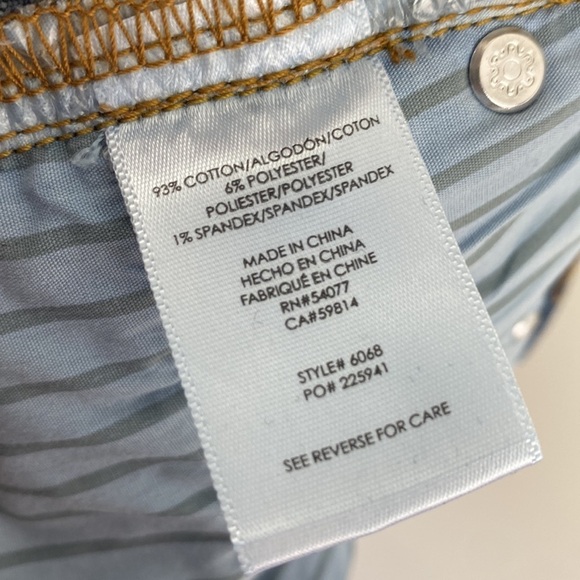 93% COTTON/ALGODÓN/COTON
6% POLYESTER/
POLIESTER/POLYESTER
1% SPANDEX/SPANDEX/SPANDEX
MADE IN CHINA
HECHO EN CHINA
FABRIQUÉ EN CHINE
RN#54077
CA#59814
STYLE# 6068
PO# 225941
SEE REVERSE FOR CARE